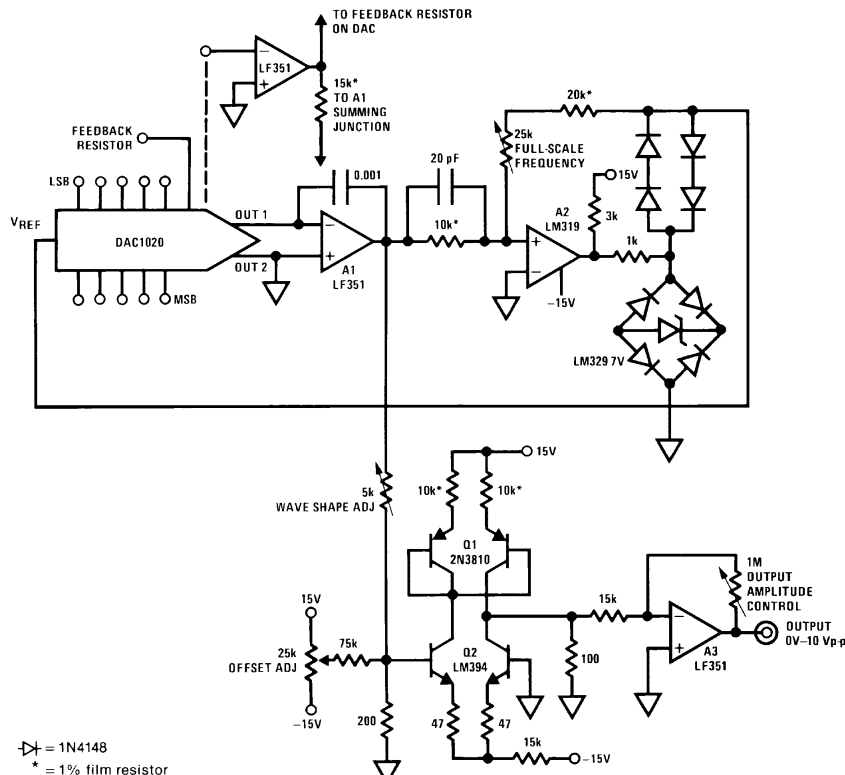 TO FEEDBACK RESISTOR
ON DAC
−
LF351
+
15k*
TO A1
SUMMING
JUNCTION
20k*
25k
FULL-SCALE
FREQUENCY
FEEDBACK
RESISTOR
0.001
20 pF
15V
LSB
A2
LM319
3k
VREF
OUT 1
−
10k*
+
1k
DAC1020
OUT 2
+
A1
LF351
−
−15V
MSB
LM329 7V
15V
5k
WAVE SHAPE ADJ
10k*
10k*
Q1
2N3810
1M
OUTPUT
AMPLITUDE
CONTROL
15k
−
OUTPUT
0V–10 Vp-p
15V
25k
OFFSET ADJ
75k
Q2
LM394
100
+
A3
LF351
−15V
200
47
47
15k
−15V
= 1N4148
* = 1% film resistor